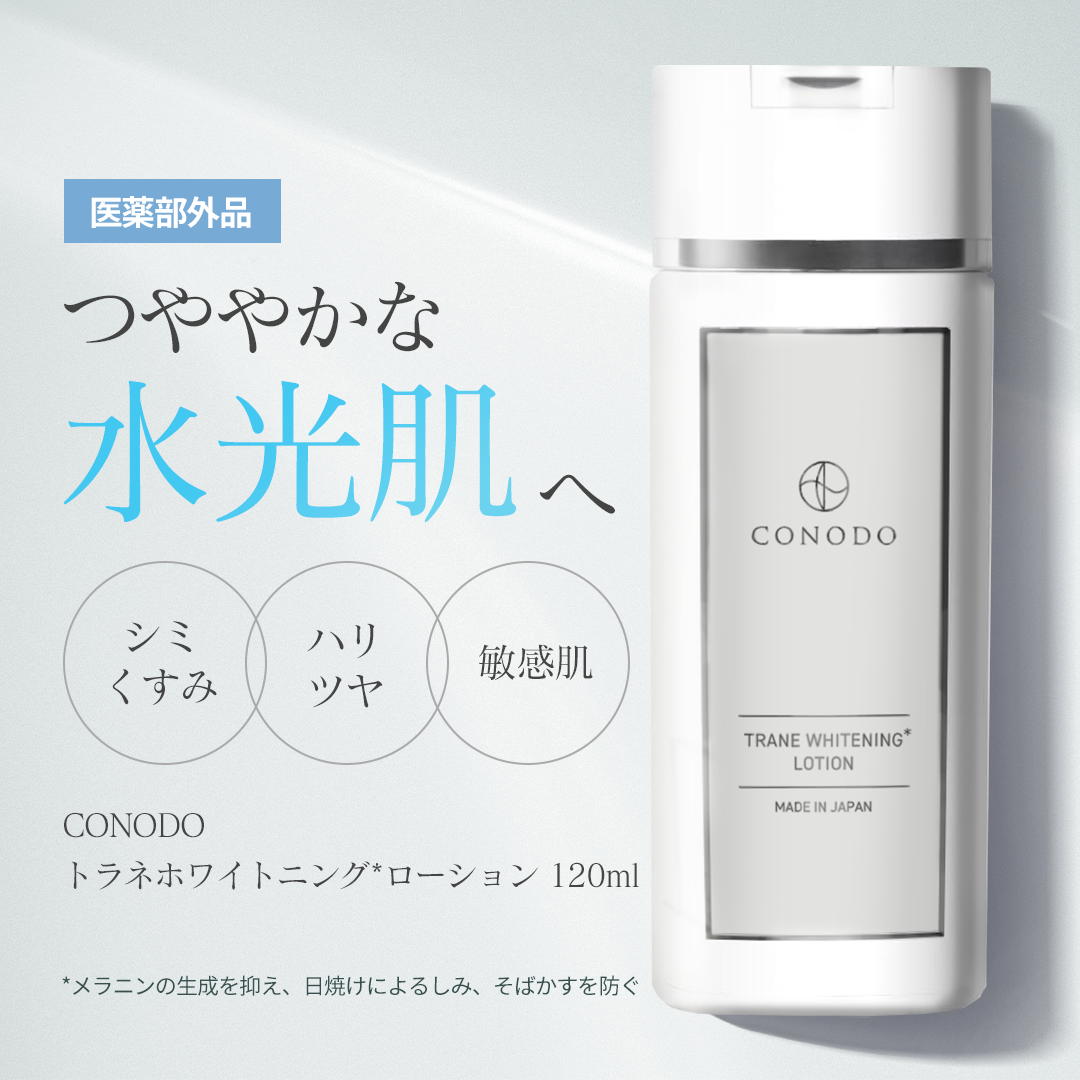 医薬部外品
つややかな
水光肌へ
シミ
くすみ
ハリ
ツヤ
敏感肌
CONODO
トラネホワイトニング*ローション 120ml
*メラニンの生成を抑え、日焼けによるしみ、そばかすを防ぐ
CONODO
TRANE WHITENING*
LOTION
MADE IN JAPAN